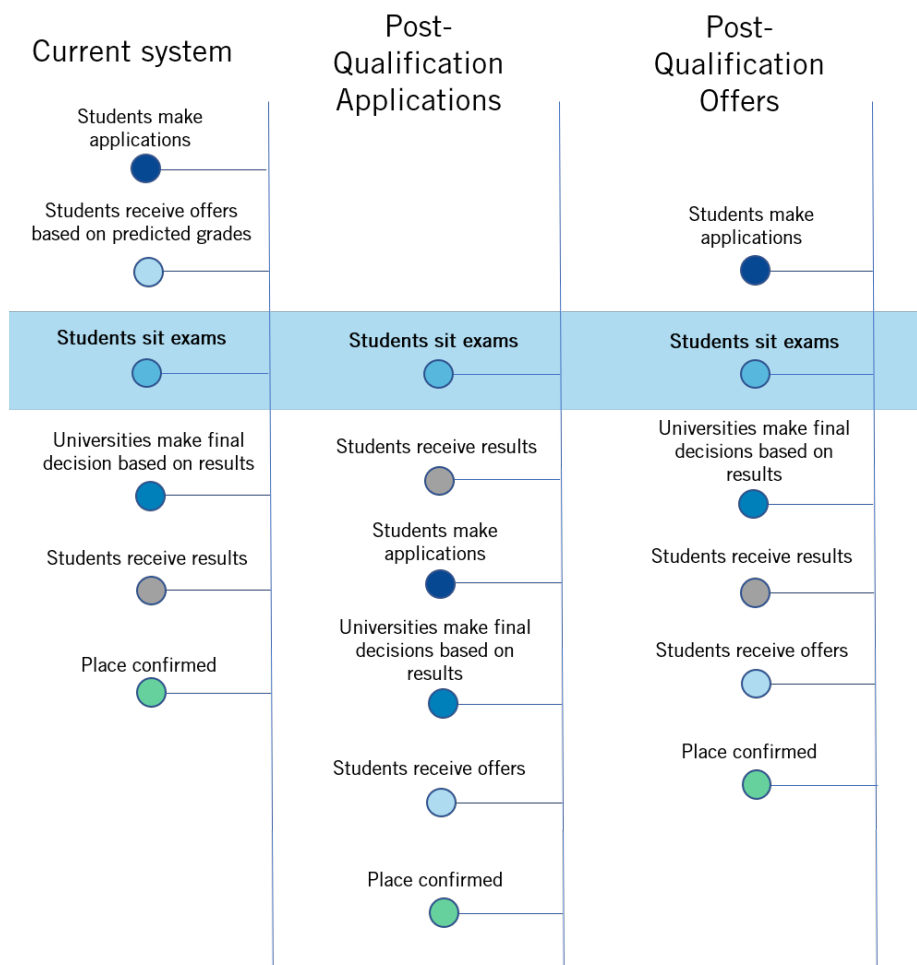 Current system
Students make
applications
Students receive offers
based on predicted grades
Students sit exams
Universities make final
decision based on results
Students receive results
Place confirmed
Post-
Qualification
Applications
Students sit exams
Students receive results
Students make
applications
Universities make final
decisions based on
results
Students receive offers
Place confirmed
Post-
Qualification
Offers
Students make
applications
Students sit exams
Universities make final
decisions based on
results
Students receive results
Students receive offers
Place confirmed